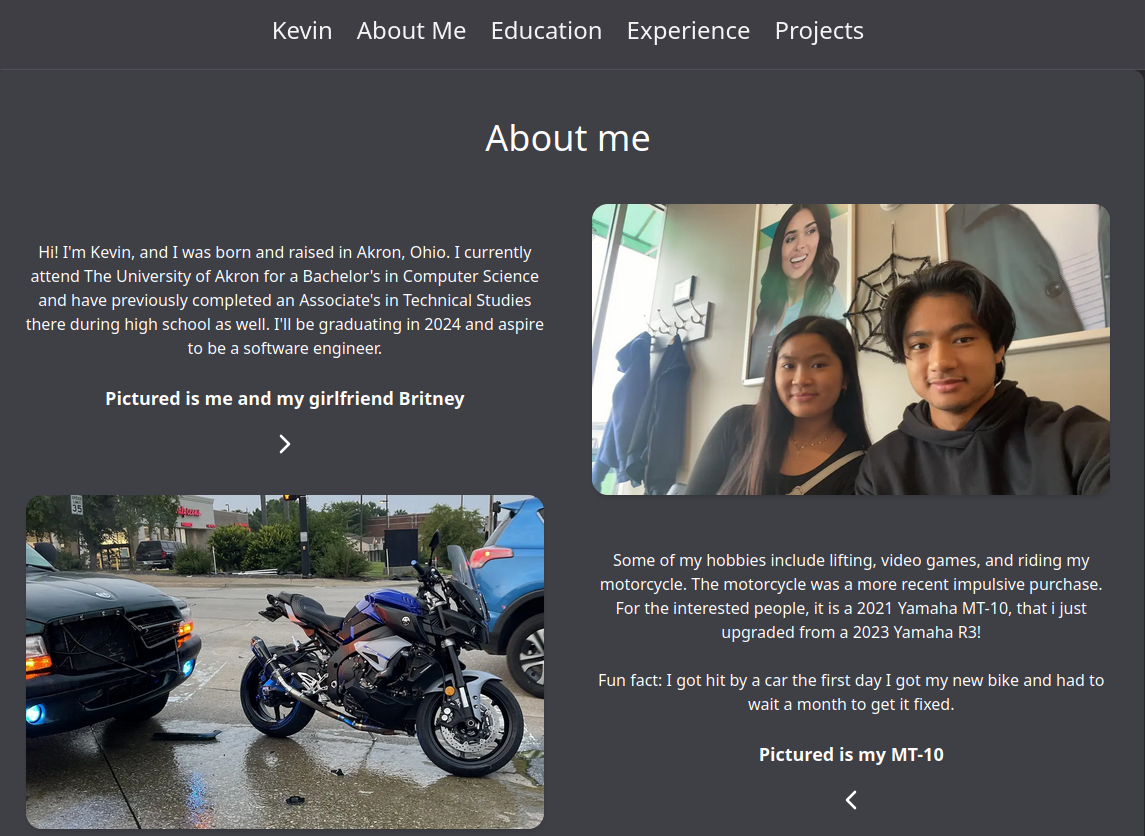 Kevin About Me Education Experience Projects
About me
Hi! I'm Kevin, and I was born and raised in Akron, Ohio. I currently
attend The University of Akron for a Bachelor's in Computer Science
and have previously completed an Associate's in Technical Studies
there during high school as well. I'll be graduating in 2024 and aspire
to be a software engineer.
Pictured is me and my girlfriend Britney
Some of my hobbies include lifting, video games, and riding my
motorcycle. The motorcycle was a more recent impulsive purchase.
For the interested people, it is a 2021 Yamaha MT-10, that i just
upgraded from a 2023 Yamaha R3!
Fun fact: I got hit by a car the first day I got my new bike and had to
wait a month to get it fixed.
Pictured is my MT-10
35